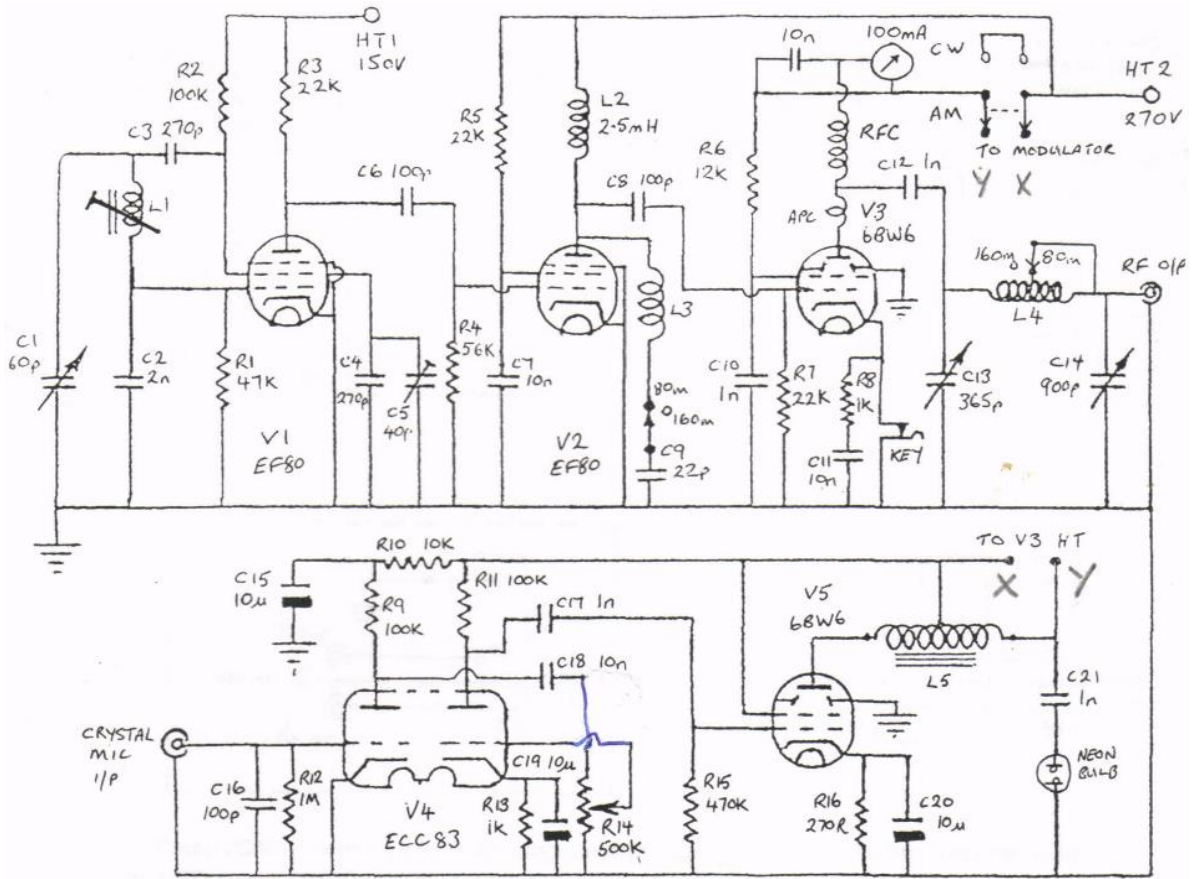 HT1
150V
R2
100K
R3
22K
C3 270p
L1
C1
60p
C2
2n
R1
47K
V1
EF80
C4
270p
C5
40p
C6 100p
R4
56K
R5
22K
L2
2.5mH
C7
10n
V2
EF80
C8 100p
L3
80m
160m
C9
22p
10n
100mA
CW
AM
HT2
270V
TO MODULATOR
Y X
R6
12K
RFC
C12 1n
APC
V3
6BW6
160m
80m
L4
RF O/P
C10
1n
R7
22K
R8
1K
C11
10n
KEY
C13
365p
C14
900p
R10 10K
C15
10µ
R9
100K
R11 100K
C17 1n
C18 10n
TO V3 HT
X Y
V5
6BW6
L5
C21
1n
NEON
BULB
CRYSTAL
MIC
I/P
C16
100p
R12
1M
V4
ECC83
C19 10µ
R13
1K
R14
500K
R15
470K
R16
270R
C20
10µ